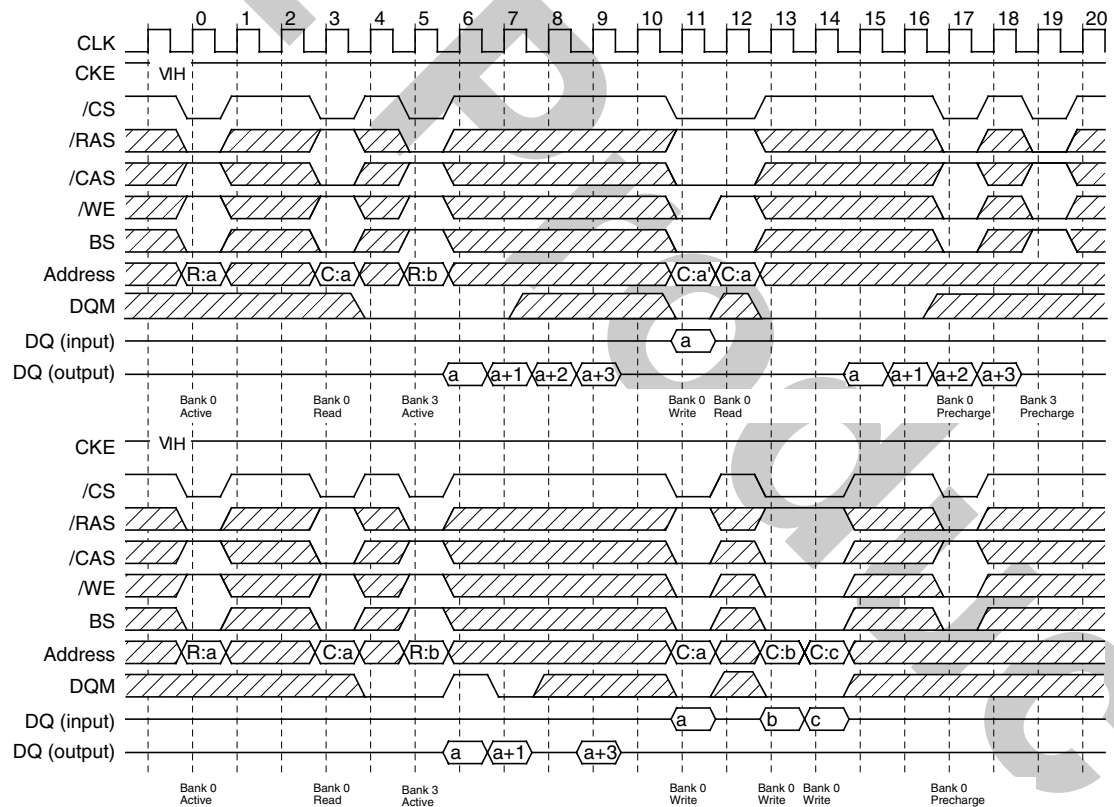 0 1 2 3 4 5 6 7 8 9 10 11 12 13 14 15 16 17 18 19 20
CLK
CKE VIH
/CS
/RAS
/CAS
/WE
BS
Address R:a C:a R:b C:a' C:a
DQM
DQ (input) a
DQ (output) a a+1 a+2 a+3 a a+1 a+2 a+3
Bank 0 Bank 0 Bank 3 Bank 0 Bank 0 Bank 0 Bank 3
Active Read Active Write Read Precharge Precharge
CKE VIH
/CS
/RAS
/CAS
/WE
BS
Address R:a C:a R:b C:a C:b C:c
DQM
DQ (input) a b c
DQ (output) a a+1 a+3
Bank 0 Bank 0 Bank 3 Bank 0 Bank 0 Bank 0 Bank 0
Active Read Active Write Write Write Precharge